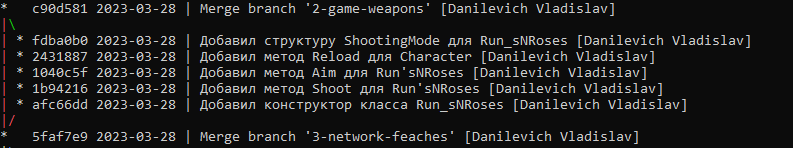 *   c90d581 2023-03-28 | Merge branch '2-game-weapons' [Danilevich Vladislav]
|\
| * fdba0b0 2023-03-28 | Добавил структуру ShootingMode для Run_sNRoses [Danilevich Vladislav]
| * 2431887 2023-03-28 | Добавил метод Reload для Character [Danilevich Vladislav]
| * 1040c5f 2023-03-28 | Добавил метод Aim для Run'sNRoses [Danilevich Vladislav]
| * 1b94216 2023-03-28 | Добавил метод Shoot для Run'sNRoses [Danilevich Vladislav]
| * afc66dd 2023-03-28 | Добавил конструктор класса Run_sNRoses [Danilevich Vladislav]
|/
*   5faf7e9 2023-03-28 | Merge branch '3-network-feaches' [Danilevich Vladislav]